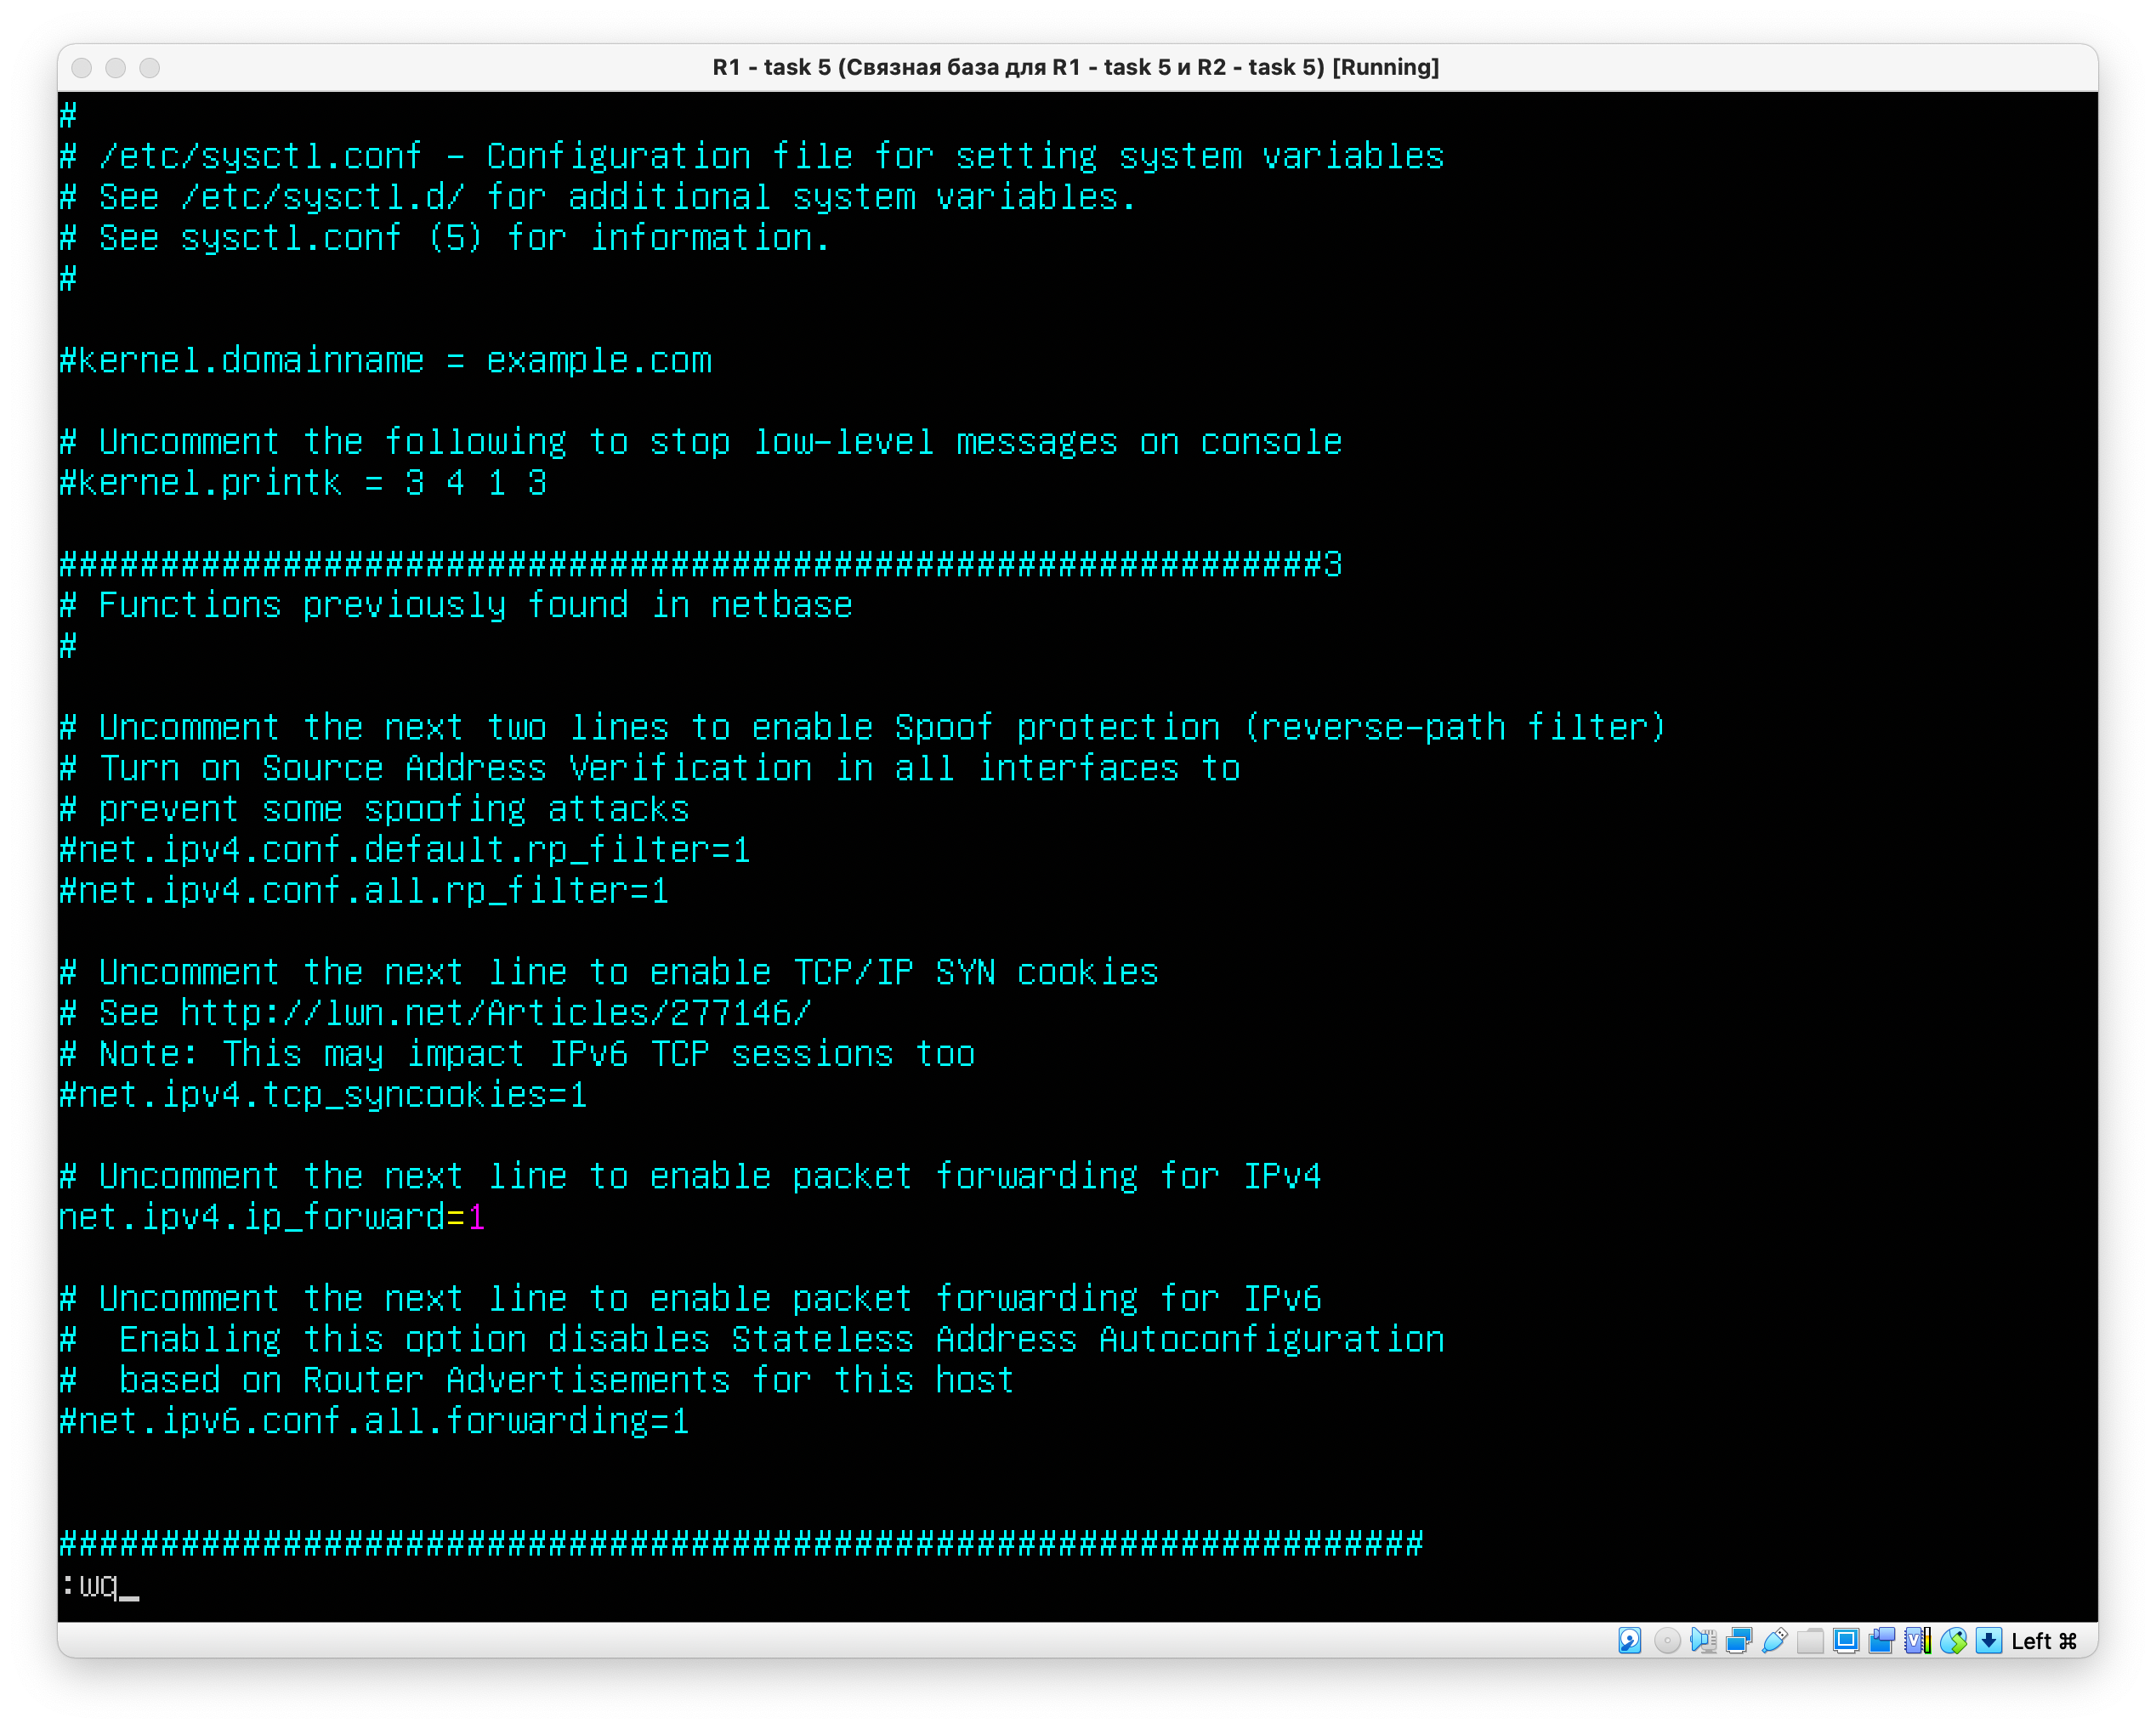 R1 - task 5 (Связная база для R1 - task 5 и R2 - task 5) [Running]
#
# /etc/sysctl.conf - Configuration file for setting system variables
# See /etc/sysctl.d/ for additional system variables.
# See sysctl.conf (5) for information.
#
#kernel.domainname = example.com
# Uncomment the following to stop low-level messages on console
#kernel.printk = 3 4 1 3
##############################################################3
# Functions previously found in netbase
#
# Uncomment the next two lines to enable Spoof protection (reverse-path filter)
# Turn on Source Address Verification in all interfaces to
# prevent some spoofing attacks
#net.ipv4.conf.default.rp_filter=1
#net.ipv4.conf.all.rp_filter=1
# Uncomment the next line to enable TCP/IP SYN cookies
# See http://lwn.net/Articles/277146/
# Note: This may impact IPv6 TCP sessions too
#net.ipv4.tcp_syncookies=1
# Uncomment the next line to enable packet forwarding for IPv4
net.ipv4.ip_forward=1
# Uncomment the next line to enable packet forwarding for IPv6
#  Enabling this option disables Stateless Address Autoconfiguration
#  based on Router Advertisements for this host
#net.ipv6.conf.all.forwarding=1
###################################################################
:wq_
Left ⌘